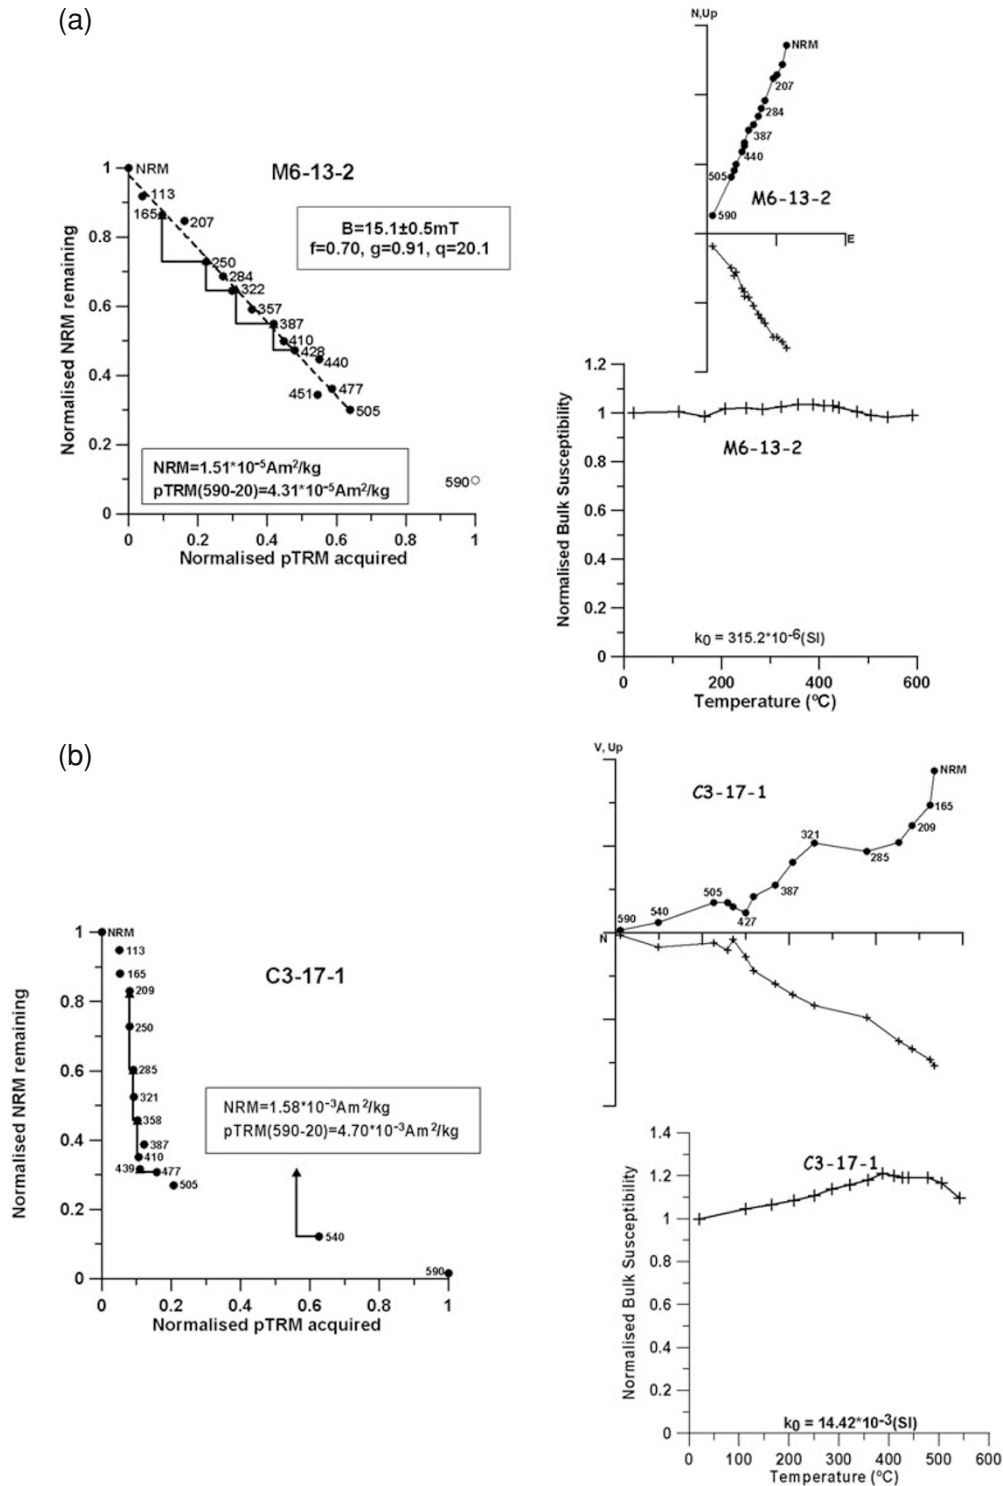 (a)
M6-13-2
B=15.1±0.5mT
f=0.70, g=0.91, q=20.1
Normalised NRM remaining
1
0.8
0.6
0.4
0.2
0
NRM
113
165
207
250
284
322
357
387
410
428
440
451
477
505
590
NRM=1.51*10⁻⁵Am²/kg
pTRM(590-20)=4.31*10⁻⁵Am²/kg
0 0.2 0.4 0.6 0.8 1
Normalised pTRM acquired
N,Up
NRM
207
284
387
440
505
590
M6-13-2
E
Normalised Bulk Susceptibility
1.2
1
0.8
0.6
0.4
0.2
0
M6-13-2
k0 = 315.2*10⁻⁶(SI)
0 200 400 600
Temperature (ºC)
(b)
C3-17-1
Normalised NRM remaining
1
0.8
0.6
0.4
0.2
0
NRM
113
165
209
250
285
321
358
387
410
439
477
505
540
590
NRM=1.58*10⁻³Am²/kg
pTRM(590-20)=4.70*10⁻³Am²/kg
0 0.2 0.4 0.6 0.8 1
Normalised pTRM acquired
V, Up
C3-17-1
NRM
165
209
285
321
387
427
505
540
590
N
Normalised Bulk Susceptibility
1.4
1.2
1
0.8
0.6
0.4
0.2
0
C3-17-1
k0 = 14.42*10⁻³(SI)
0 100 200 300 400 500 600
Temperature (ºC)